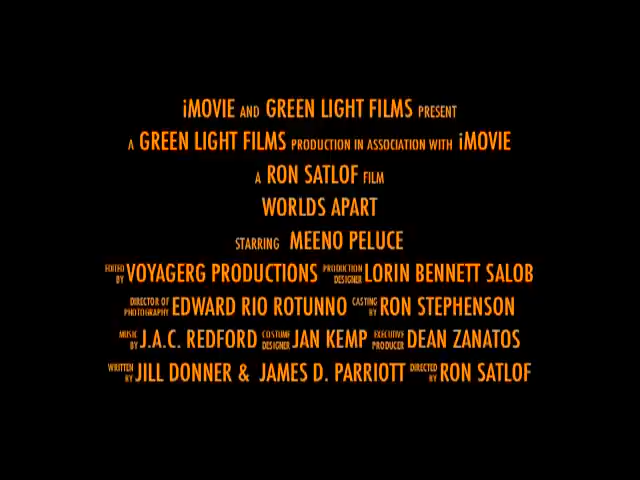 iMOVIE AND GREEN LIGHT FILMS PRESENT
A GREEN LIGHT FILMS PRODUCTION IN ASSOCIATION WITH iMOVIE
A RON SATLOF FILM
WORLDS APART
STARRING MEENO PELUCE
EDITED BY VOYAGERG PRODUCTIONS PRODUCTION DESIGNER LORIN BENNETT SALOB
DIRECTOR OF PHOTOGRAPHY EDWARD RIO ROTUNNO CASTING BY RON STEPHENSON
MUSIC BY J.A.C. REDFORD COSTUME DESIGNER JAN KEMP EXECUTIVE PRODUCER DEAN ZANATOS
WRITTEN BY JILL DONNER & JAMES D. PARRIOTT DIRECTED BY RON SATLOF